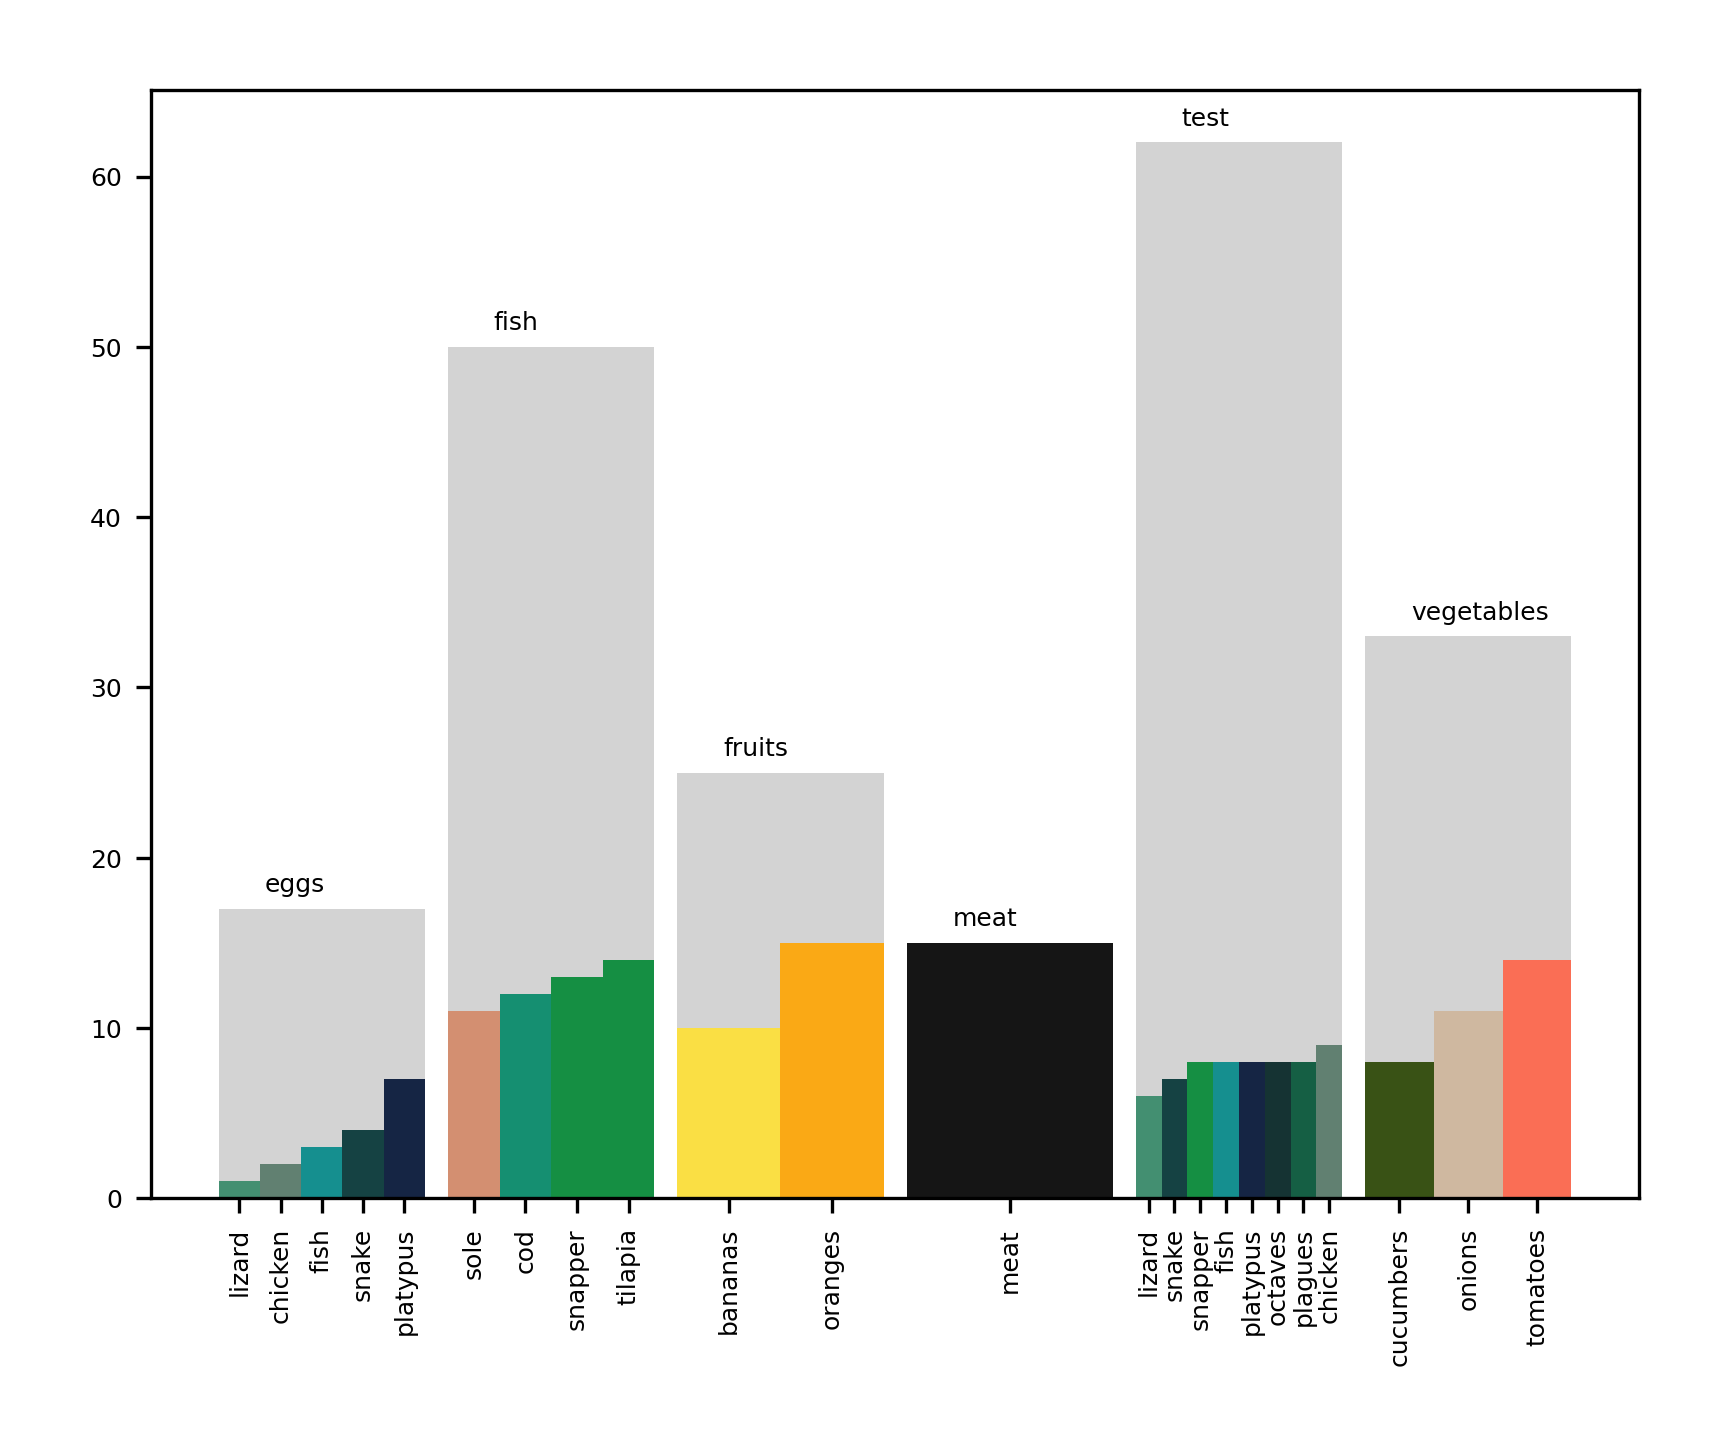 test
60
fish
50
40
vegetables
30
fruits
20
eggs
meat
10
0
lizard
chicken
fish
snake
platypus
sole
cod
snapper
tilapia
bananas
oranges
meat
lizard
snake
snapper
fish
platypus
octaves
plagues
chicken
cucumbers
onions
tomatoes